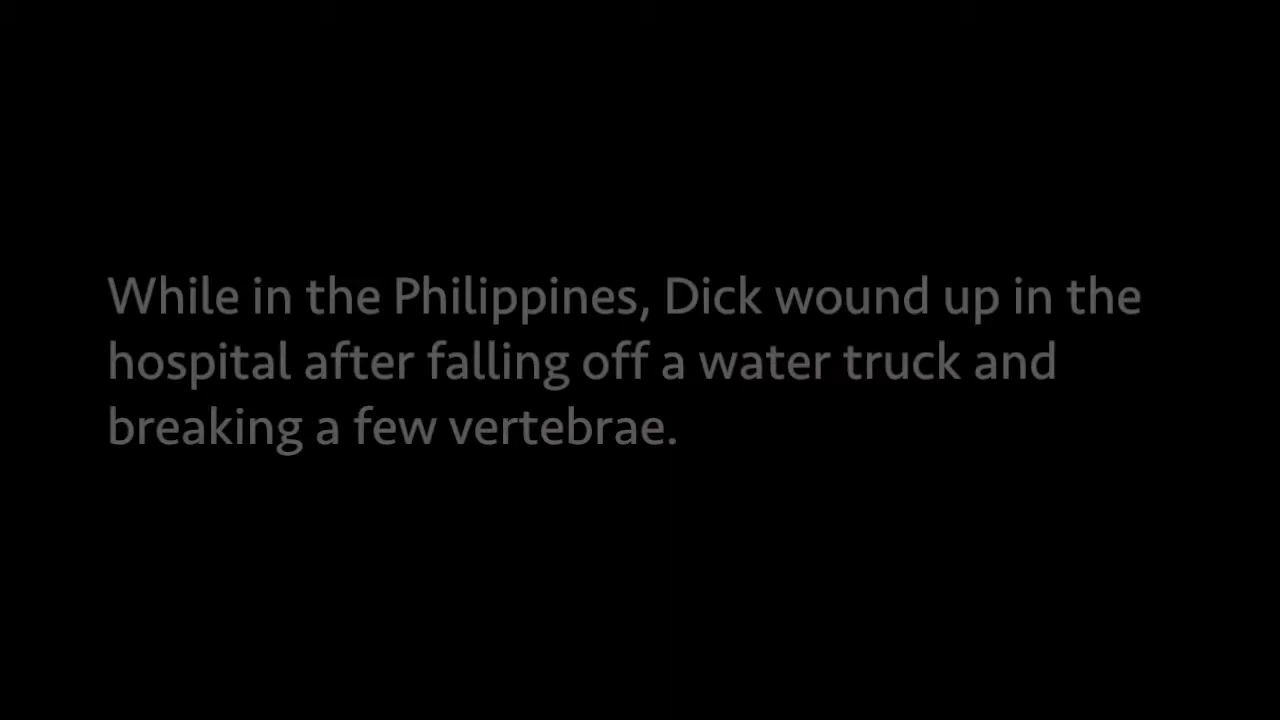 While in the Philippines, Dick wound up in the
hospital after falling off a water truck and
breaking a few vertebrae.